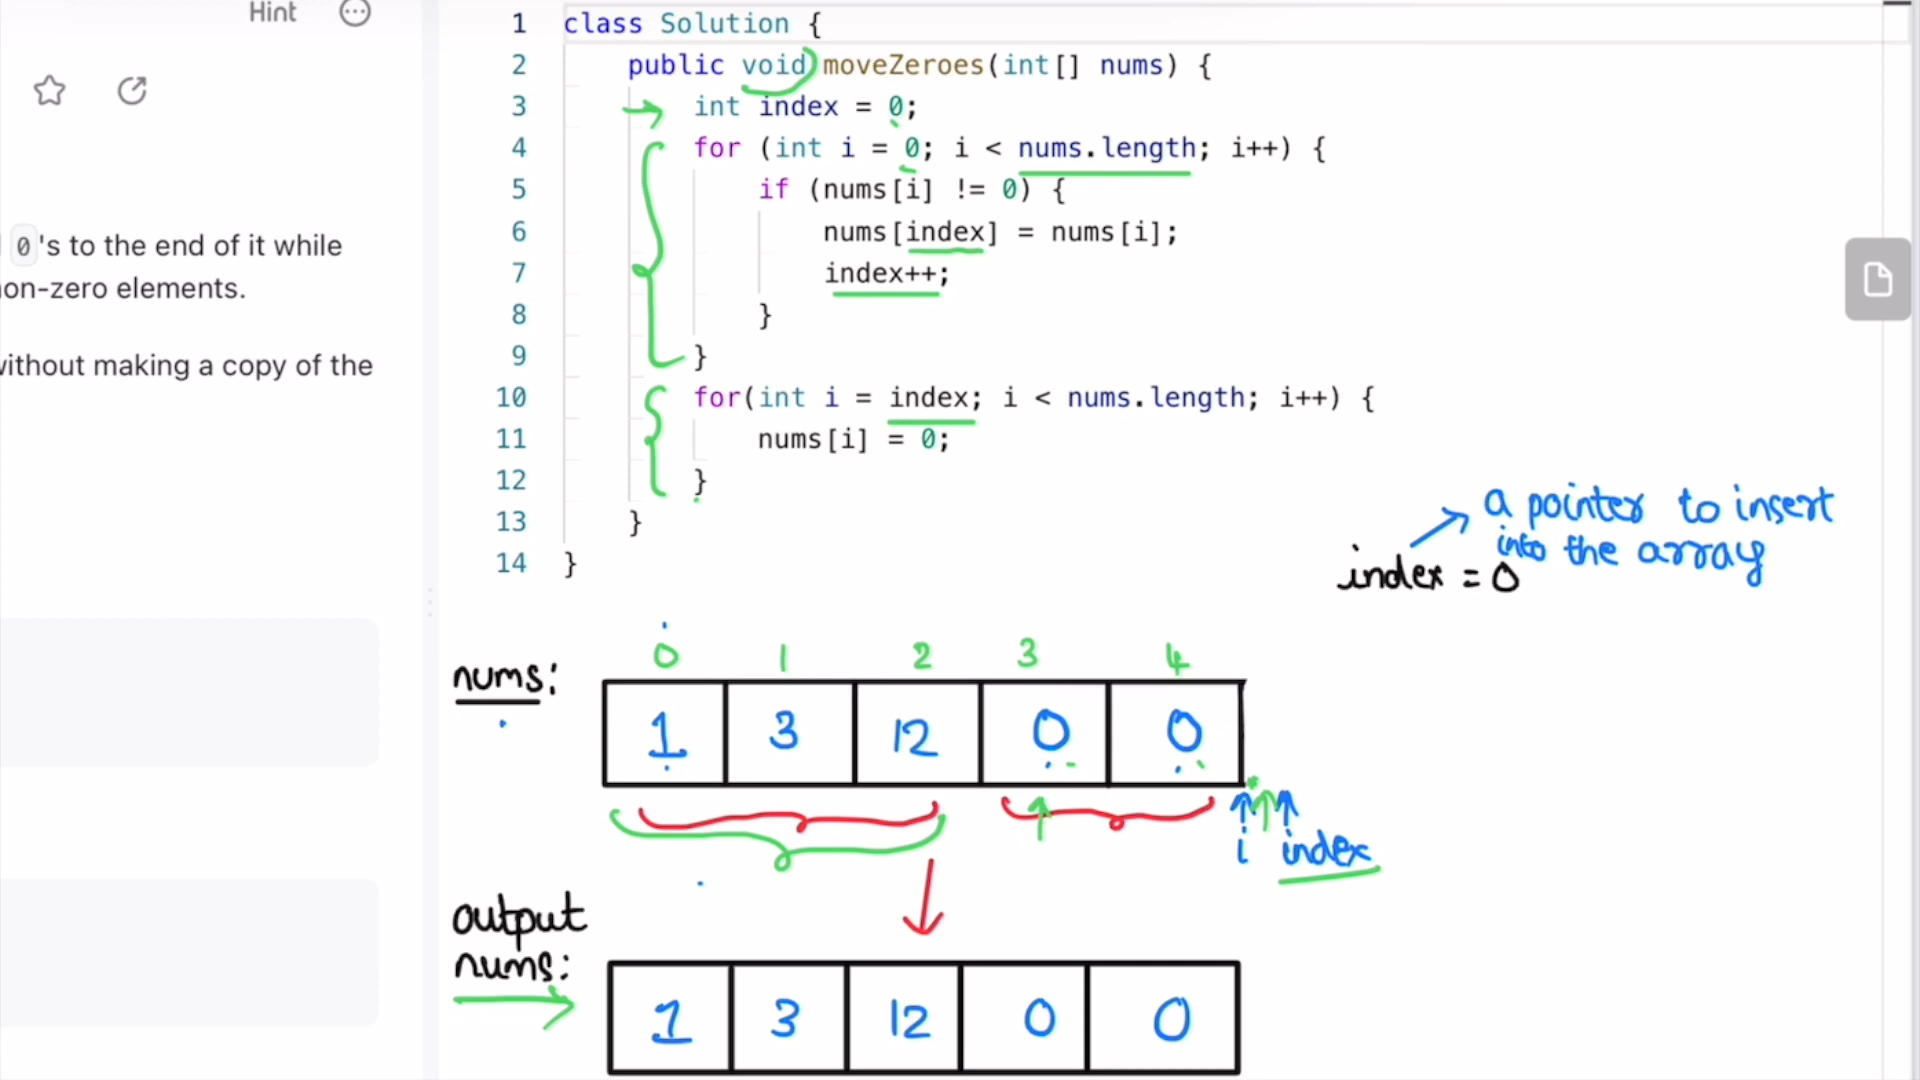 Hint
0's to the end of it while
non-zero elements.
without making a copy of the
1 class Solution {
2 public void moveZeroes(int[] nums) {
3 int index = 0;
4 for (int i = 0; i < nums.length; i++) {
5 if (nums[i] != 0) {
6 nums[index] = nums[i];
7 index++;
8 }
9 }
10 for(int i = index; i < nums.length; i++) {
11 nums[i] = 0;
12 }
13 }
14 }
a pointer to insert
into the array
index = 0
0 1 2 3 4
nums:
1 3 12 0 0
i index
output
nums:
1 3 12 0 0